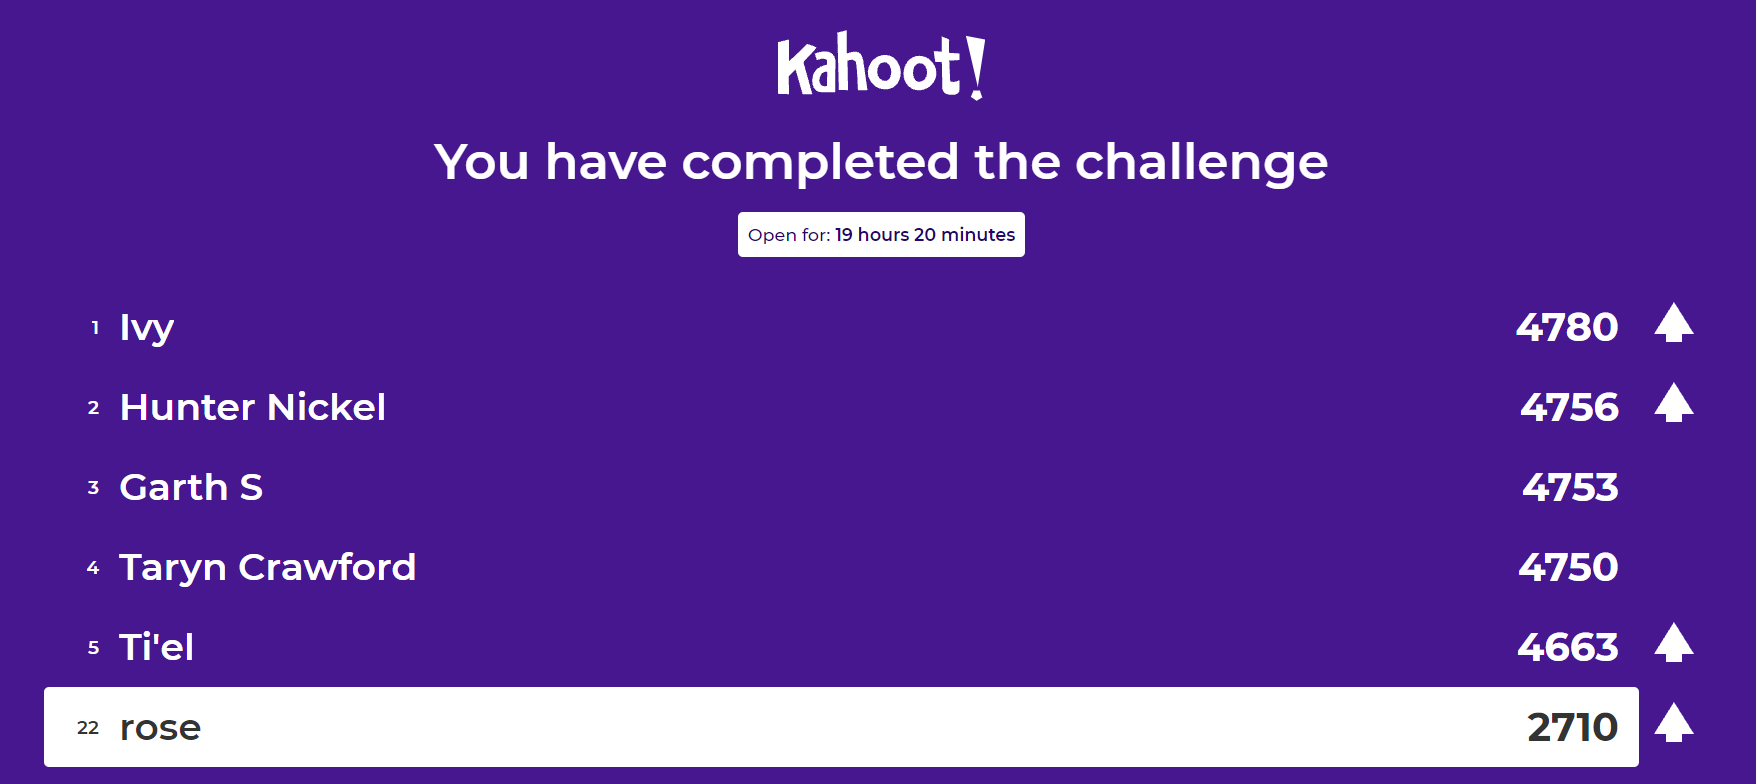 Kahoot!
You have completed the challenge
Open for: 19 hours 20 minutes
1 Ivy 4780
2 Hunter Nickel 4756
3 Garth S 4753
4 Taryn Crawford 4750
5 Ti'el 4663
22 rose 2710